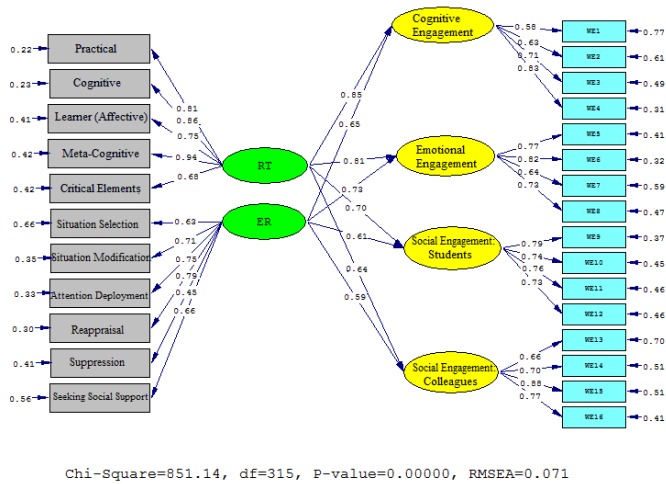 0.22 Practical
0.23 Cognitive
0.41 Learner (Affective)
0.42 Meta-Cognitive
0.42 Critical Elements
0.66 Situation Selection
0.35 Situation Modification
0.33 Attention Deployment
0.30 Reappraisal
0.41 Suppression
0.56 Seeking Social Support
0.81
0.86
0.75
0.94
0.68
0.63
0.71
0.75
0.79
0.45
0.66
RT
ER
0.85
0.65
0.81
0.73
0.70
0.61
0.64
0.59
Cognitive
Engagement
Emotional
Engagement
Social Engagement:
Students
Social Engagement:
Colleagues
0.58
0.63
0.71
0.83
0.77
0.82
0.64
0.73
0.79
0.74
0.76
0.73
0.66
0.70
0.88
0.77
WE1 0.77
WE2 0.61
WE3 0.49
WE4 0.31
WE5 0.41
WE6 0.32
WE7 0.59
WE8 0.47
WE9 0.37
WE10 0.45
WE11 0.46
WE12 0.46
WE13 0.70
WE14 0.51
WE15 0.51
WE16 0.41
Chi-Square=851.14, df=315, P-value=0.00000, RMSEA=0.071